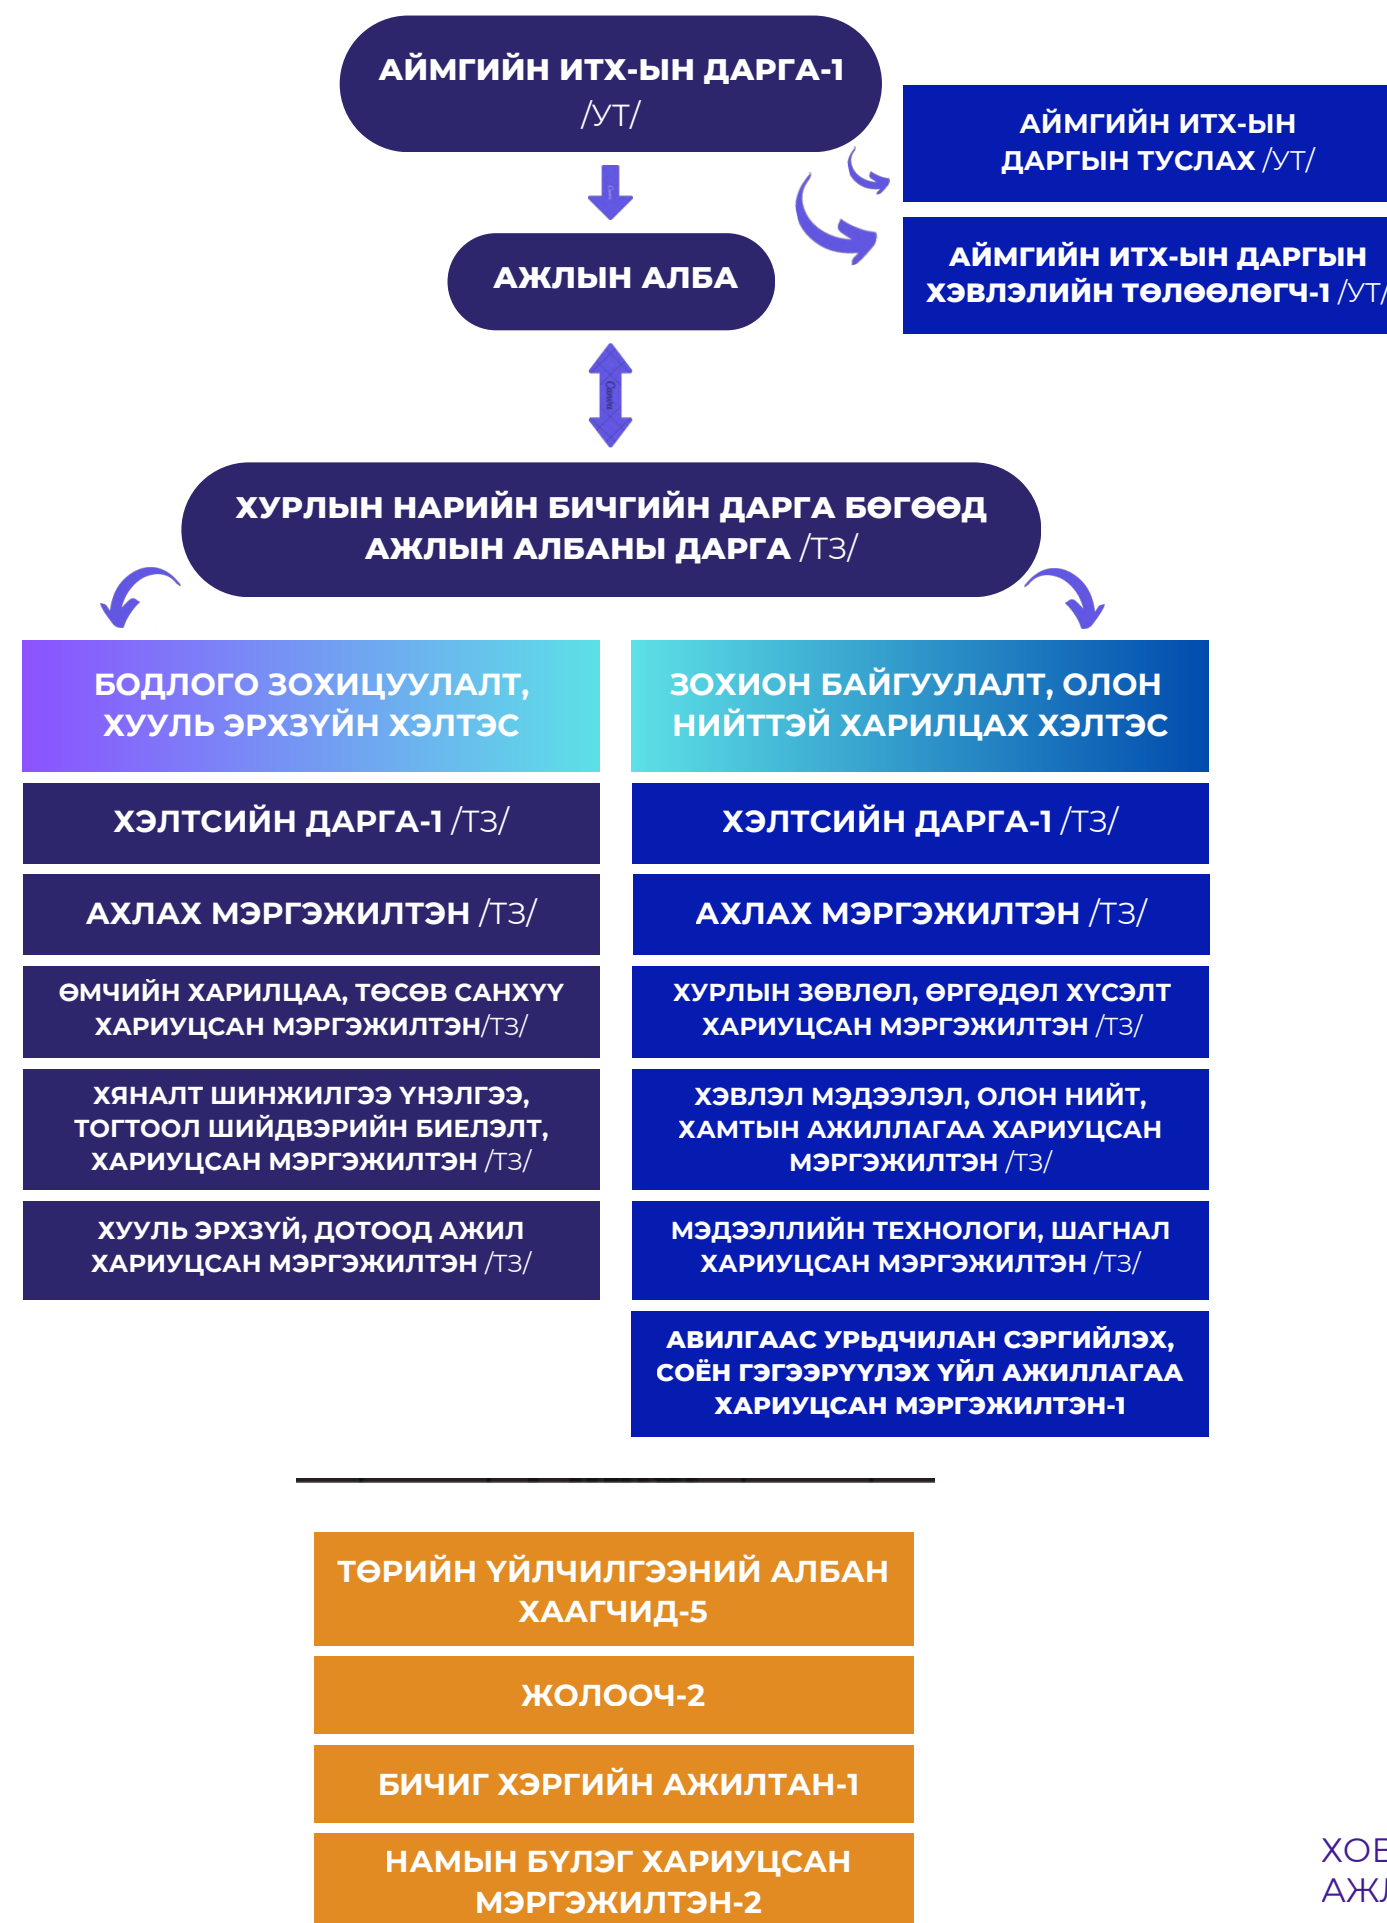 АЙМГИЙН ИТХ-ЫН ДАРГА-1
/УТ/
АЙМГИЙН ИТХ-ЫН
ДАРГЫН ТУСЛАХ /УТ/
АЙМГИЙН ИТХ-ЫН ДАРГЫН
ХЭВЛЭЛИЙН ТӨЛӨӨЛӨГЧ-1 /УТ/
АЖЛЫН АЛБА
Canva
ХУРЛЫН НАРИЙН БИЧГИЙН ДАРГА БӨГӨӨД
АЖЛЫН АЛБАНЫ ДАРГА /ТЗ/
БОДЛОГО ЗОХИЦУУЛАЛТ,
ХУУЛЬ ЭРХЗҮЙН ХЭЛТЭС
ХЭЛТСИЙН ДАРГА-1 /ТЗ/
АХЛАХ МЭРГЭЖИЛТЭН /ТЗ/
ӨМЧИЙН ХАРИЛЦАА, ТӨСӨВ САНХҮҮ
ХАРИУЦСАН МЭРГЭЖИЛТЭН/ТЗ/
ХЯНАЛТ ШИНЖИЛГЭЭ ҮНЭЛГЭЭ,
ТОГТООЛ ШИЙДВЭРИЙН БИЕЛЭЛТ,
ХАРИУЦСАН МЭРГЭЖИЛТЭН /ТЗ/
ХУУЛЬ ЭРХЗҮЙ, ДОТООД АЖИЛ
ХАРИУЦСАН МЭРГЭЖИЛТЭН /ТЗ/
ЗОХИОН БАЙГУУЛАЛТ, ОЛОН
НИЙТТЭЙ ХАРИЛЦАХ ХЭЛТЭС
ХЭЛТСИЙН ДАРГА-1 /ТЗ/
АХЛАХ МЭРГЭЖИЛТЭН /ТЗ/
ХУРЛЫН ЗӨВЛӨЛ, ӨРГӨДӨЛ ХҮСЭЛТ
ХАРИУЦСАН МЭРГЭЖИЛТЭН /ТЗ/
ХЭВЛЭЛ МЭДЭЭЛЭЛ, ОЛОН НИЙТ,
ХАМТЫН АЖИЛЛАГАА ХАРИУЦСАН
МЭРГЭЖИЛТЭН /ТЗ/
МЭДЭЭЛЛИЙН ТЕХНОЛОГИ, ШАГНАЛ
ХАРИУЦСАН МЭРГЭЖИЛТЭН /ТЗ/
АВИЛГААС УРЬДЧИЛАН СЭРГИЙЛЭХ,
СОЁН ГЭГЭЭРҮҮЛЭХ ҮЙЛ АЖИЛЛАГАА
ХАРИУЦСАН МЭРГЭЖИЛТЭН-1
ТӨРИЙН ҮЙЛЧИЛГЭЭНИЙ АЛБАН
ХААГЧИД-5
ЖОЛООЧ-2
БИЧИГ ХЭРГИЙН АЖИЛТАН-1
НАМЫН БҮЛЭГ ХАРИУЦСАН
МЭРГЭЖИЛТЭН-2